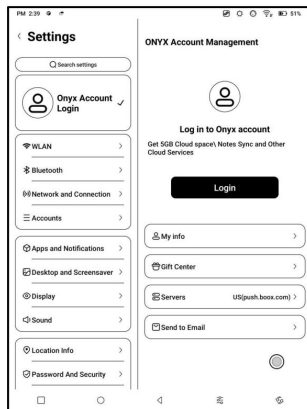 PM 2:39
51%
Settings
Search settings
Onyx Account
Login
WLAN
Bluetooth
Network and Connection
Accounts
Apps and Notifications
Desktop and Screensaver
Display
Sound
Location Info
Password And Security
ONYX Account Management
Log in to Onyx account
Get 5GB Cloud space\ Notes Sync and Other
Cloud Services
Login
My info
Gift Center
Servers US(push.boox.com)
Send to Email